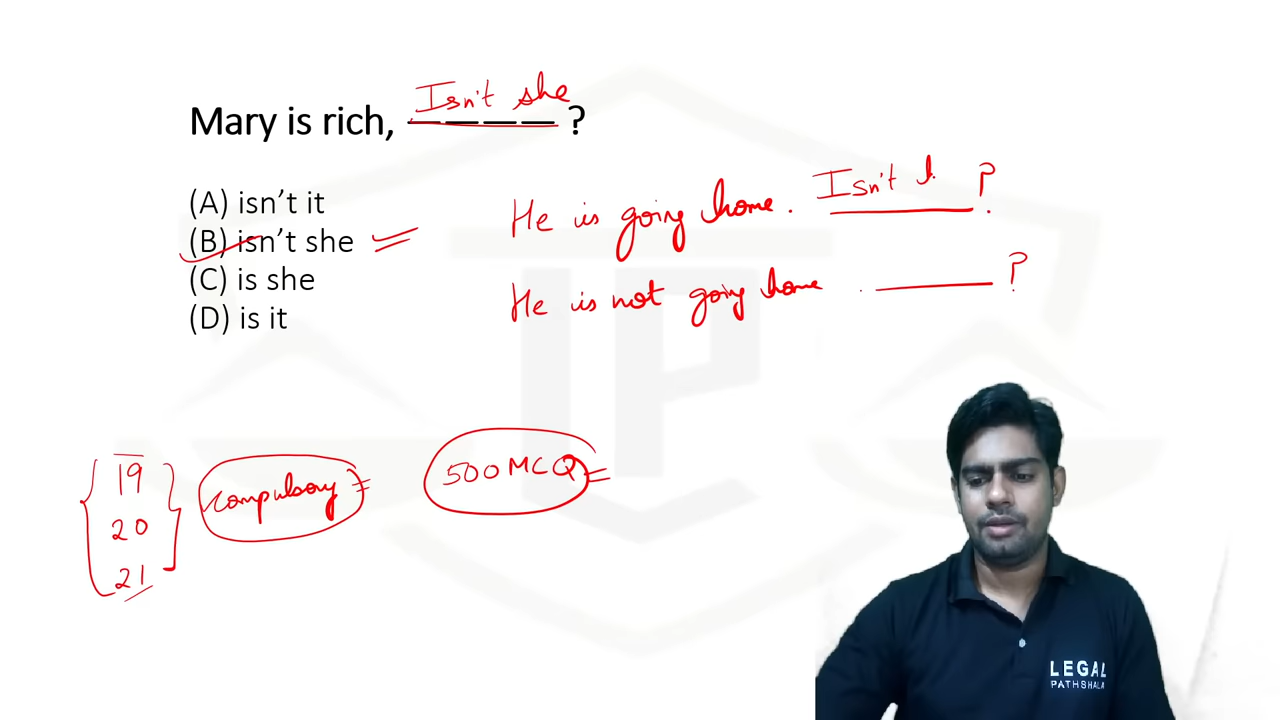 Isn't she
Mary is rich, ____ ?
(A) isn’t it
(B) isn’t she
(C) is she
(D) is it
He is going home. Isn't h ?
He is not going home . ____ ?
19
20
21
compulsory
500 MCQ
LEGAL
PATHSHALA